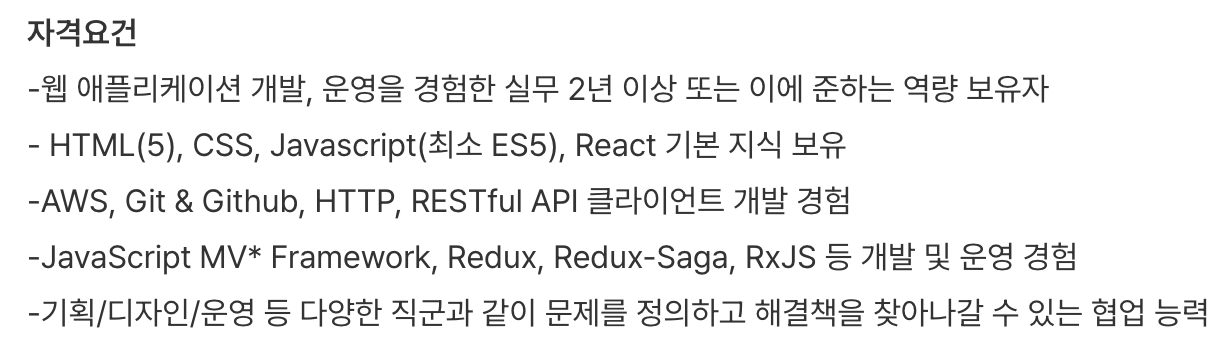 자격요건
-웹 애플리케이션 개발, 운영을 경험한 실무 2년 이상 또는 이에 준하는 역량 보유자
- HTML(5), CSS, Javascript(최소 ES5), React 기본 지식 보유
-AWS, Git & Github, HTTP, RESTful API 클라이언트 개발 경험
-JavaScript MV* Framework, Redux, Redux-Saga, RxJS 등 개발 및 운영 경험
-기획/디자인/운영 등 다양한 직군과 같이 문제를 정의하고 해결책을 찾아나갈 수 있는 협업 능력